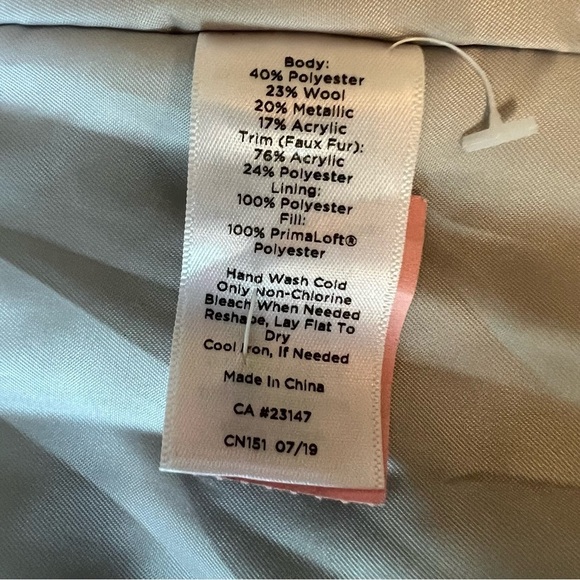 Body:
40% Polyester
23% Wool
20% Metallic
17% Acrylic
Trim (Faux Fur):
76% Acrylic
24% Polyester
Lining:
100% Polyester
Fill:
100% PrimaLoft®
Polyester
Hand Wash Cold
Only Non-Chlorine
Bleach When Needed
Reshape, Lay Flat To
Dry
Cool Iron, If Needed
Made In China
CA #23147
CN151 07/19